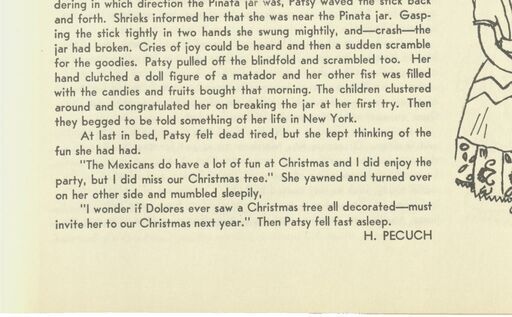 dering in which direction the Pinata jar was, Patsy waved the stick back
and forth. Shrieks informed her that she was near the Pinata jar. Gasp-
ing the stick tightly in two hands she swung mightily, and—crash—the
jar had broken. Cries of joy could be heard and then a sudden scramble
for the goodies. Patsy pulled off the blindfold and scrambled too. Her
hand clutched a doll figure of a matador and her other fist was filled
with the candies and fruits bought that morning. The children clustered
around and congratulated her on breaking the jar at her first try. Then
they begged to be told something of her life in New York.
At last in bed, Patsy felt dead tired, but she kept thinking of the
fun she had had.
"The Mexicans do have a lot of fun at Christmas and I did enjoy the
party, but I did miss our Christmas tree." She yawned and turned over
on her other side and mumbled sleepily,
"I wonder if Dolores ever saw a Christmas tree all decorated—must
invite her to our Christmas next year." Then Patsy fell fast asleep.
H. PECUCH